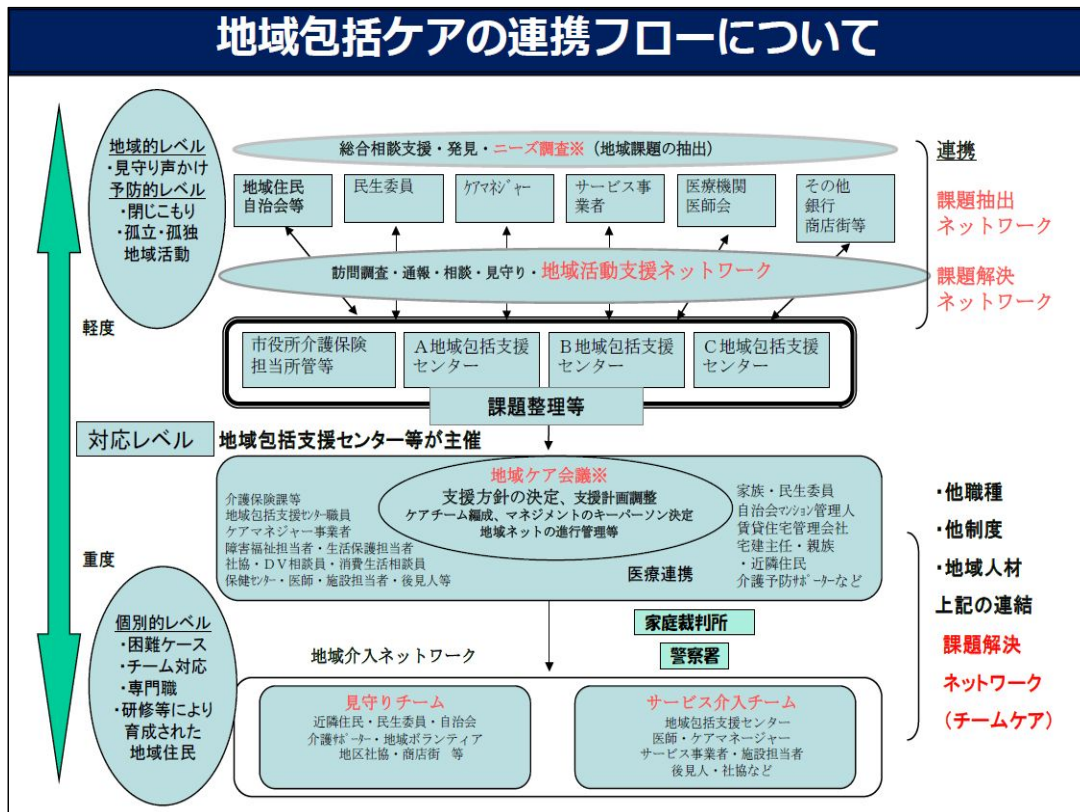 地域包括ケアの連携フローについて
地域的レベル
・見守り声かけ
予防的レベル
・閉じこもり
・孤立・孤独
地域活動
軽度
総合相談支援・発見・ニーズ調査※（地域課題の抽出）
地域住民
自治会等
民生委員
ケアマネジャー
サービス事
業者
医療機関
医師会
その他
銀行
商店街等
訪問調査・通報・相談・見守り・地域活動支援ネットワーク
連携
課題抽出
ネットワーク
課題解決
ネットワーク
市役所介護保険
担当所管等
A地域包括支援
センター
B地域包括支援
センター
C地域包括支援
センター
課題整理等
対応レベル
地域包括支援センター等が主催
地域ケア会議※
支援方針の決定、支援計画調整
ケアチーム編成、マネジメントのキーパーソン決定
地域ネットの進行管理等
介護保険課等
地域包括支援センター職員
ケアマネジャー事業者
障害福祉担当者・生活保護担当者
社協・DV相談員・消費生活相談員
保健センター・医師・施設担当者・後見人等
家族・民生委員
自治会マンション管理人
賃貸住宅管理会社
宅建主任・親族
・近隣住民
介護予防サポーターなど
医療連携
重度
個別的レベル
・困難ケース
・チーム対応
・専門職
・研修等により
育成された
地域住民
家庭裁判所
警察署
地域介入ネットワーク
見守りチーム
近隣住民・民生委員・自治会
介護サポーター・地域ボランティア
地区社協・商店街　等
サービス介入チーム
地域包括支援センター
医師・ケアマネージャー
サービス事業者・施設担当者
後見人・社協など
・他職種
・他制度
・地域人材
上記の連結
課題解決
ネットワーク
（チームケア）